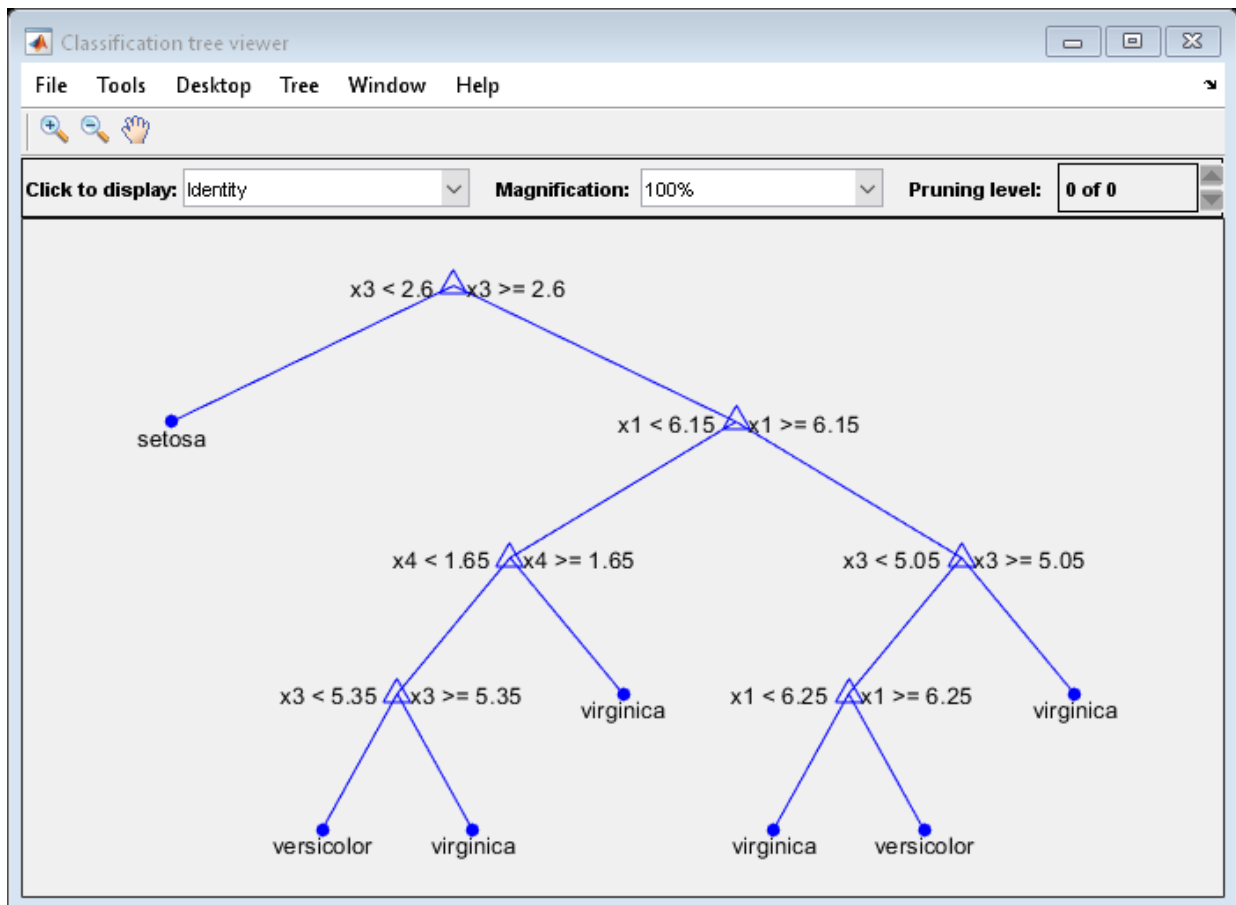 Classification tree viewer
File Tools Desktop Tree Window Help
Click to display: Identity Magnification: 100% Pruning level: 0 of 0
x3 < 2.6 x3 >= 2.6
setosa
x1 < 6.15 x1 >= 6.15
x4 < 1.65 x4 >= 1.65
x3 < 5.05 x3 >= 5.05
x3 < 5.35 x3 >= 5.35
virginica
x1 < 6.25 x1 >= 6.25
virginica
versicolor
virginica
virginica
versicolor